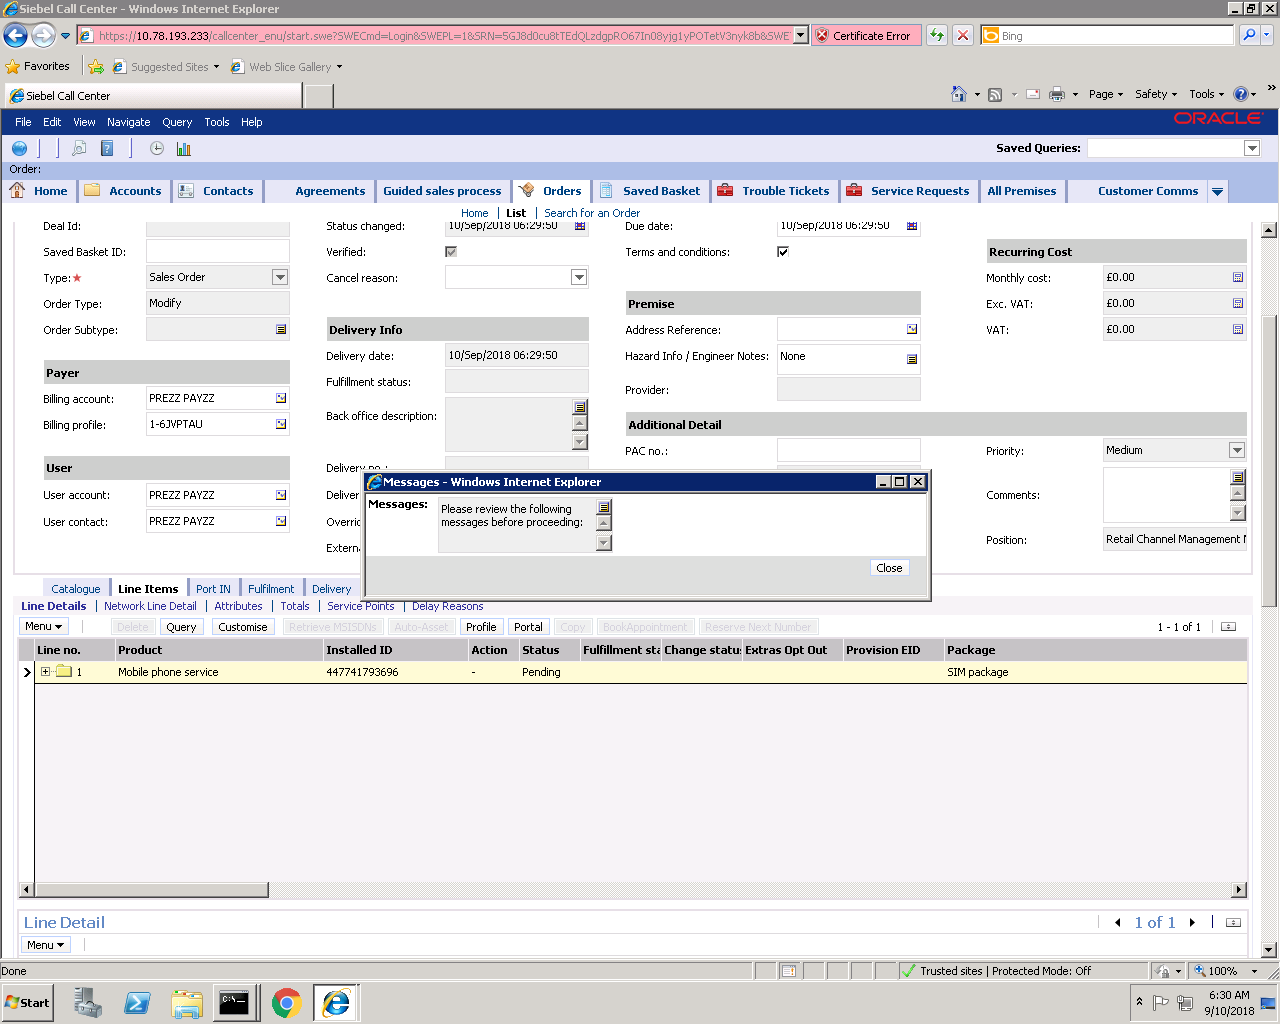 Siebel Call Center - Windows Internet Explorer
https://10.78.193.233/callcenter_enu/start.swe?SWECmd=Login&SWEPL=1&SRN=5GJ8d0cu8tTEdQLzdgpRO67In08yjg1yPOTetV3nyk8b&SWE
Certificate Error
Bing
Favorites
Suggested Sites
Web Slice Gallery
Siebel Call Center
Page
Safety
Tools
File Edit View Navigate Query Tools Help
ORACLE
Saved Queries:
Order:
Home Accounts Contacts Agreements Guided sales process Orders Saved Basket Trouble Tickets Service Requests All Premises Customer Comms
Home | List | Search for an Order
Deal Id: Status changed: 10/Sep/2018 06:29:50 Due date: 10/Sep/2018 06:29:50
Saved Basket ID: Verified: Terms and conditions: Recurring Cost
Type: Sales Order Cancel reason: Monthly cost: £0.00
Order Type: Modify Premise Exc. VAT: £0.00
Order Subtype: Delivery Info Address Reference: VAT: £0.00
Delivery date: 10/Sep/2018 06:29:50 Hazard Info / Engineer Notes: None
Payer Fulfillment status: Provider:
Billing account: PREZZ PAYZZ Back office description: Additional Detail
Billing profile: 1-6JVPTAU PAC no.: Priority: Medium
User Delivery no.:
User account: PREZZ PAYZZ Deliver Comments:
User contact: PREZZ PAYZZ Overri
Extern Position: Retail Channel Management
Messages - Windows Internet Explorer
Messages: Please review the following
messages before proceeding:
Close
Catalogue Line Items Port IN Fulfilment Delivery
Line Details | Network Line Detail | Attributes | Totals | Service Points | Delay Reasons
Menu Delete Query Customise Retrieve MSISDNs Auto-Asset Profile Portal Copy BookAppointment Reserve Next Number 1 - 1 of 1
Line no. Product Installed ID Action Status Fulfillment sta Change status Extras Opt Out Provision EID Package
1 Mobile phone service 447741793696 - Pending SIM package
Line Detail 1 of 1
Menu
Done Trusted sites | Protected Mode: Off 100%
Start 6:30 AM
9/10/2018